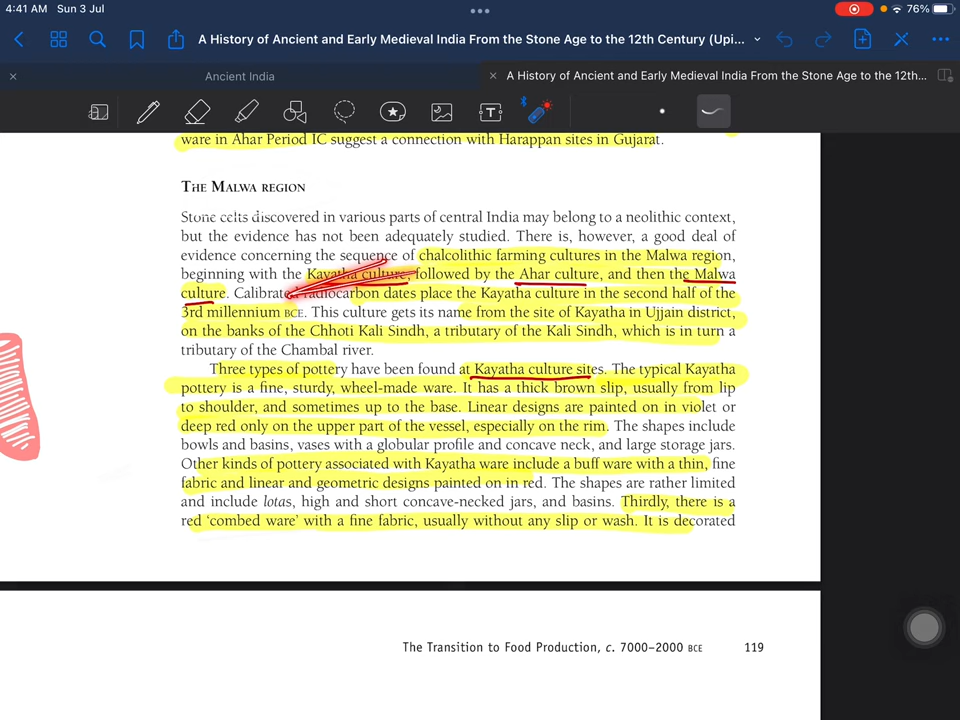 4:41 AM Sun 3 Jul
76%
A History of Ancient and Early Medieval India From the Stone Age to the 12th Century (Upi...
Ancient India
A History of Ancient and Early Medieval India From the Stone Age to the 12th...
ware in Ahar Period IC suggest a connection with Harappan sites in Gujarat.
THE MALWA REGION
Stone celts discovered in various parts of central India may belong to a neolithic context,
but the evidence has not been adequately studied. There is, however, a good deal of
evidence concerning the sequence of chalcolithic farming cultures in the Malwa region,
beginning with the Kayatha culture, followed by the Ahar culture, and then the Malwa
culture. Calibrated radiocarbon dates place the Kayatha culture in the second half of the
3rd millennium BCE. This culture gets its name from the site of Kayatha in Ujjain district,
on the banks of the Chhoti Kali Sindh, a tributary of the Kali Sindh, which is in turn a
tributary of the Chambal river.
Three types of pottery have been found at Kayatha culture sites. The typical Kayatha
pottery is a fine, sturdy, wheel-made ware. It has a thick brown slip, usually from lip
to shoulder, and sometimes up to the base. Linear designs are painted on in violet or
deep red only on the upper part of the vessel, especially on the rim. The shapes include
bowls and basins, vases with a globular profile and concave neck, and large storage jars.
Other kinds of pottery associated with Kayatha ware include a buff ware with a thin, fine
fabric and linear and geometric designs painted on in red. The shapes are rather limited
and include lotas, high and short concave-necked jars, and basins. Thirdly, there is a
red ‘combed ware’ with a fine fabric, usually without any slip or wash. It is decorated
The Transition to Food Production, c. 7000–2000 BCE 119